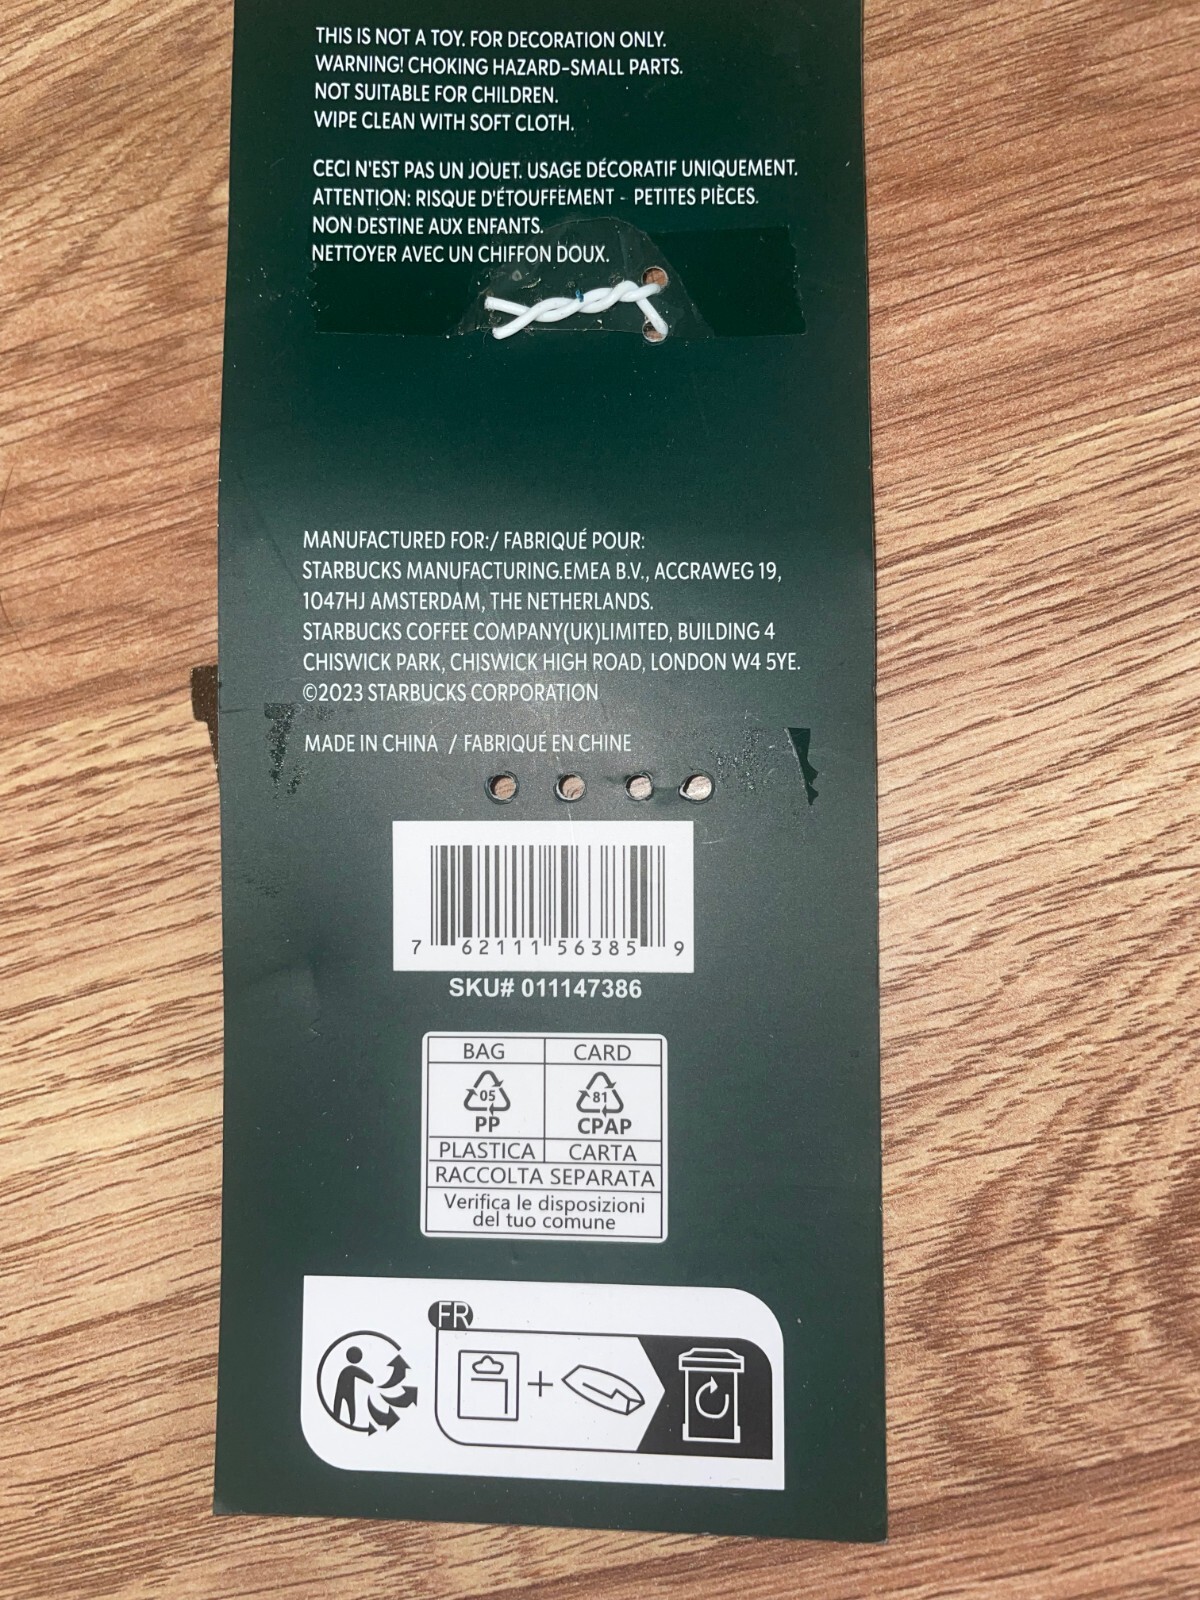 THIS IS NOT A TOY. FOR DECORATION ONLY.
WARNING! CHOKING HAZARD-SMALL PARTS.
NOT SUITABLE FOR CHILDREN.
WIPE CLEAN WITH SOFT CLOTH.
CECI N'EST PAS UN JOUET. USAGE DÉCORATIF UNIQUEMENT.
ATTENTION: RISQUE D'ÉTOUFFEMENT - PETITES PIÈCES.
NON DESTINE AUX ENFANTS.
NETTOYER AVEC UN CHIFFON DOUX.
MANUFACTURED FOR:/ FABRIQUÉ POUR:
STARBUCKS MANUFACTURING.EMEA B.V., ACCRAWEG 19,
1047HJ AMSTERDAM, THE NETHERLANDS.
STARBUCKS COFFEE COMPANY(UK)LIMITED, BUILDING 4
CHISWICK PARK, CHISWICK HIGH ROAD, LONDON W4 5YE.
©2023 STARBUCKS CORPORATION
MADE IN CHINA / FABRIQUÉ EN CHINE
7 62111 56385 9
SKU# 011147386
BAG CARD
05 81
PP CPAP
PLASTICA CARTA
RACCOLTA SEPARATA
Verifica le disposizioni
del tuo comune
FR